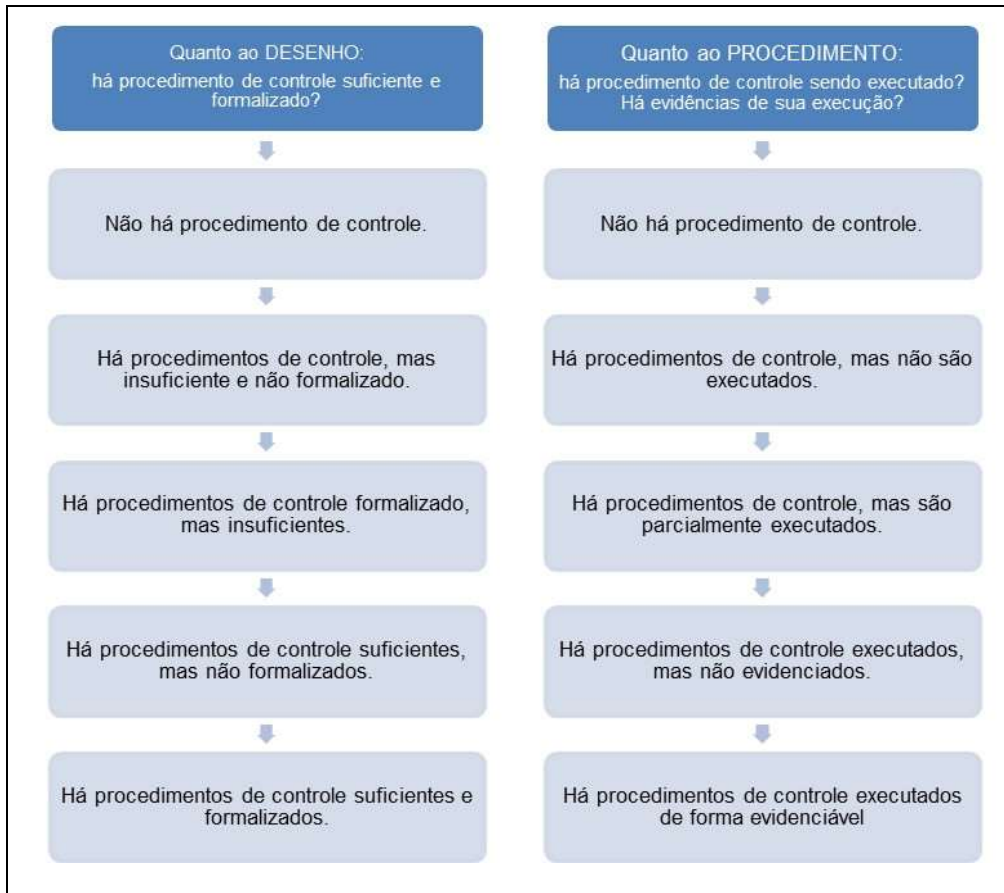 Quanto ao DESENHO:
há procedimento de controle suficiente e
formalizado?
Não há procedimento de controle.
Há procedimentos de controle, mas
insuficiente e não formalizado.
Há procedimentos de controle formalizado,
mas insuficientes.
Há procedimentos de controle suficientes,
mas não formalizados.
Há procedimentos de controle suficientes e
formalizados.
Quanto ao PROCEDIMENTO:
há procedimento de controle sendo executado?
Há evidências de sua execução?
Não há procedimento de controle.
Há procedimentos de controle, mas não são
executados.
Há procedimentos de controle, mas são
parcialmente executados.
Há procedimentos de controle executados,
mas não evidenciados.
Há procedimentos de controle executados
de forma evidenciável